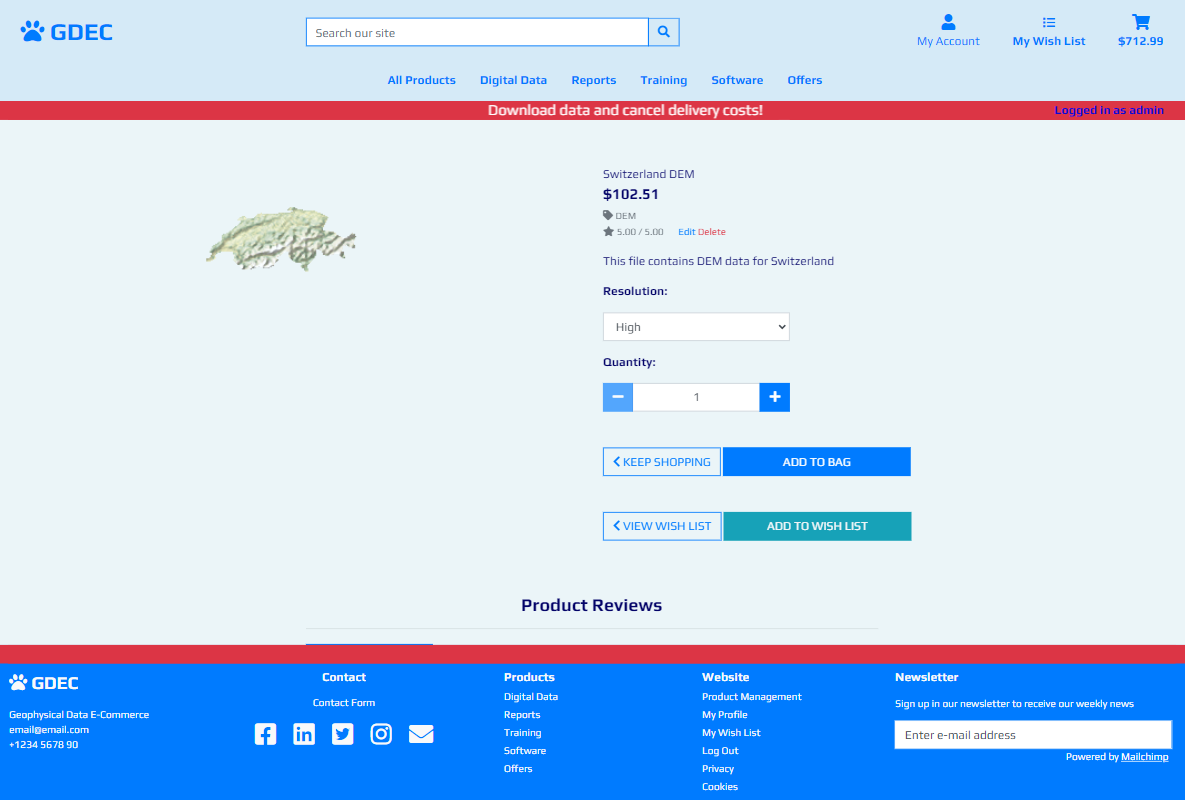 GDEC
Search our site
My Account
My Wish List
$712.99
All Products
Digital Data
Reports
Training
Software
Offers
Download data and cancel delivery costs!
Logged in as admin
Switzerland DEM
$102.51
DEM
5.00 / 5.00 Edit Delete
This file contains DEM data for Switzerland
Resolution:
High
Quantity:
1
KEEP SHOPPING
ADD TO BAG
VIEW WISH LIST
ADD TO WISH LIST
Product Reviews
GDEC
Geophysical Data E-Commerce
email@email.com
+1234 5678 90
Contact
Contact Form
Products
Digital Data
Reports
Training
Software
Offers
Website
Product Management
My Profile
My Wish List
Log Out
Privacy
Cookies
Newsletter
Sign up in our newsletter to receive our weekly news
Enter e-mail address
Powered by Mailchimp